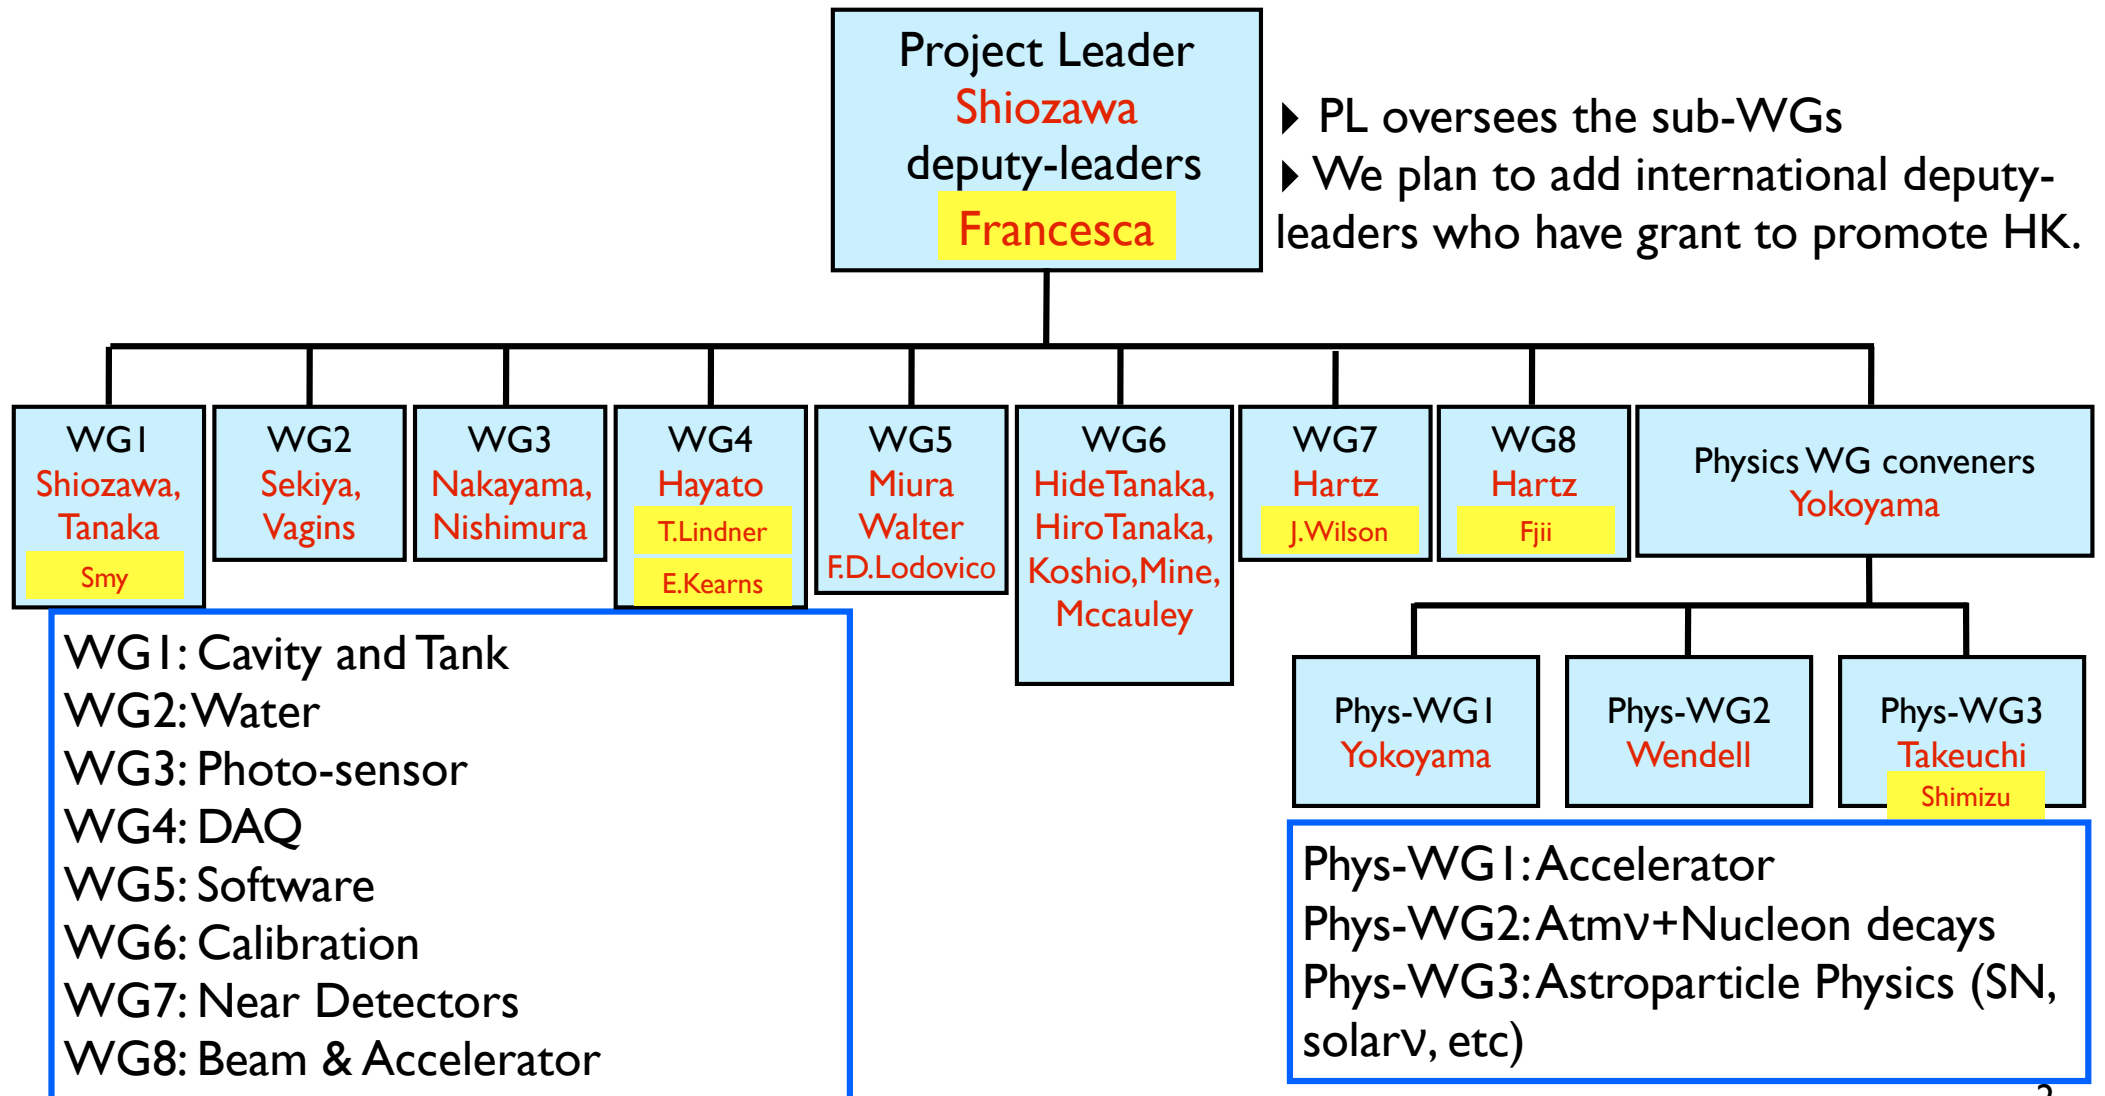 Project Leader
Shiozawa
deputy-leaders
Francesca
▶ PL oversees the sub-WGs
▶ We plan to add international deputy-
leaders who have grant to promote HK.
WG1
Shiozawa,
Tanaka
Smy
WG2
Sekiya,
Vagins
WG3
Nakayama,
Nishimura
WG4
Hayato
T.Lindner
E.Kearns
WG5
Miura
Walter
F.D.Lodovico
WG6
HideTanaka,
HiroTanaka,
Koshio,Mine,
Mccauley
WG7
Hartz
J.Wilson
WG8
Hartz
Fjii
Physics WG conveners
Yokoyama
Phys-WG1
Yokoyama
Phys-WG2
Wendell
Phys-WG3
Takeuchi
Shimizu
WG1: Cavity and Tank
WG2: Water
WG3: Photo-sensor
WG4: DAQ
WG5: Software
WG6: Calibration
WG7: Near Detectors
WG8: Beam & Accelerator
Phys-WG1: Accelerator
Phys-WG2: Atmν+Nucleon decays
Phys-WG3: Astroparticle Physics (SN,
solarν, etc)